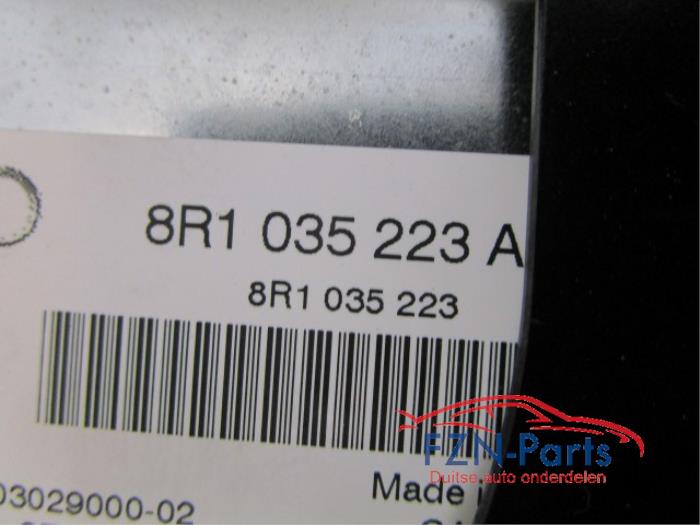 8R1 035 223 A
8R1 035 223
03029000-02
Made i
FZN-Parts
Duitse auto onderdelen